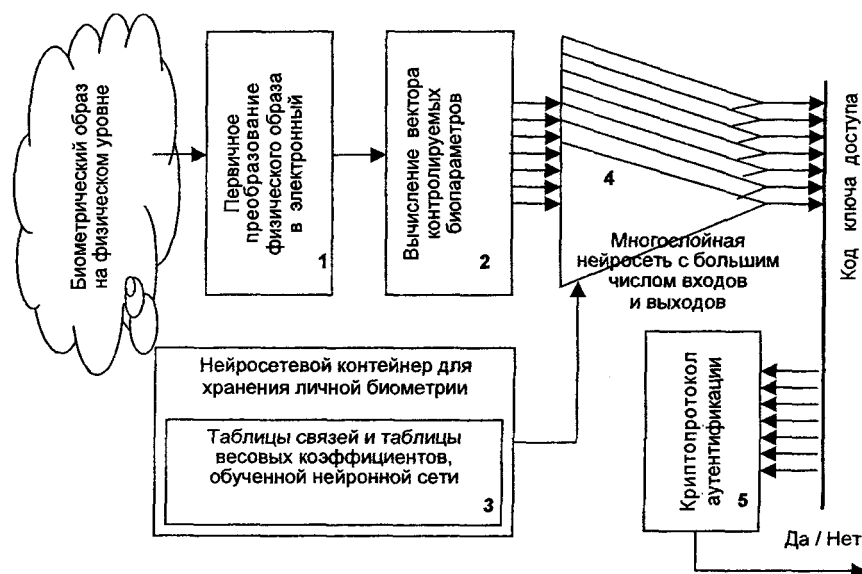 Биометрический образ
на физическом уровне
Первичное
преобразование
физического образа
в электронный
1
Вычисление вектора
контролируемых
биопараметров
2
4
Многослойная
нейросеть с большим
числом входов
и выходов
Код ключа доступа
Нейросетевой контейнер для
хранения личной биометрии
Таблицы связей и таблицы
весовых коэффициентов,
обученной нейронной сети
3
Криптопротокол
аутентификации
5
Да / Нет